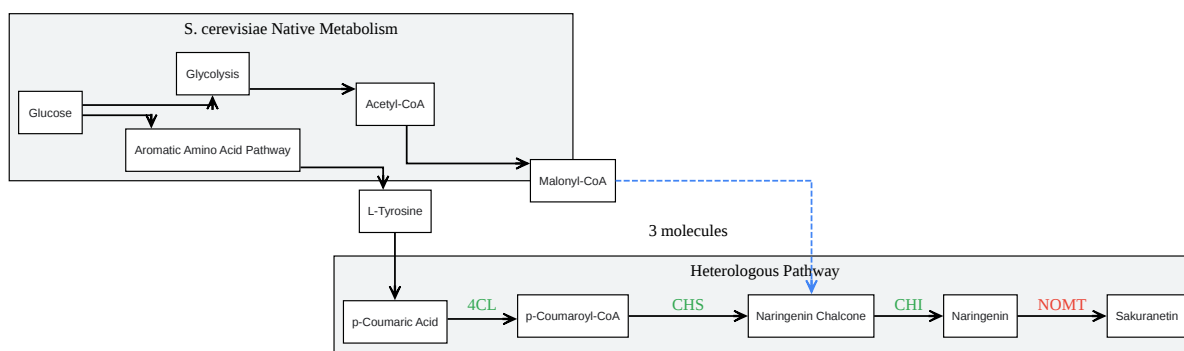 S. cerevisiae Native Metabolism
Glycolysis
Glucose
Acetyl-CoA
Aromatic Amino Acid Pathway
Malonyl-CoA
L-Tyrosine
3 molecules
Heterologous Pathway
p-Coumaric Acid
4CL
p-Coumaroyl-CoA
CHS
Naringenin Chalcone
CHI
Naringenin
NOMT
Sakuranetin